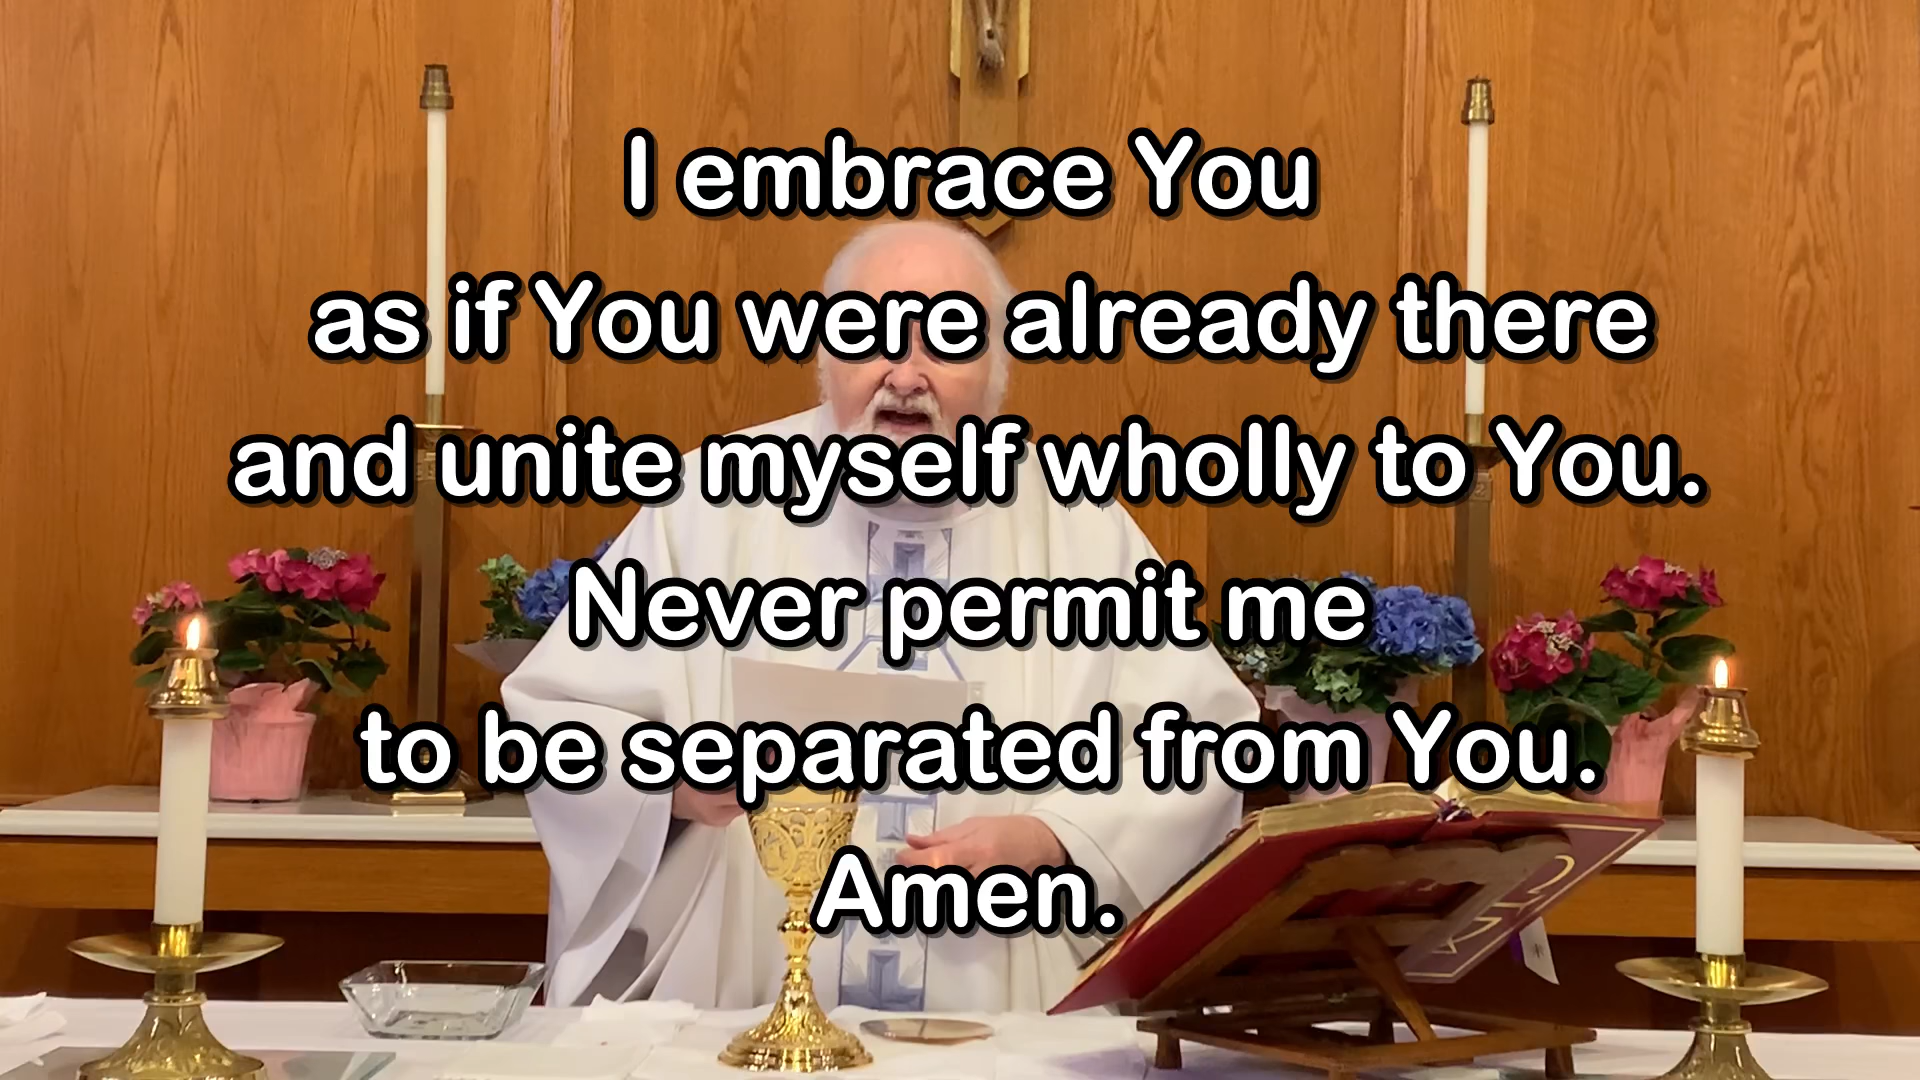 I embrace You
as if You were already there
and unite myself wholly to You.
Never permit me
to be separated from You.
Amen.